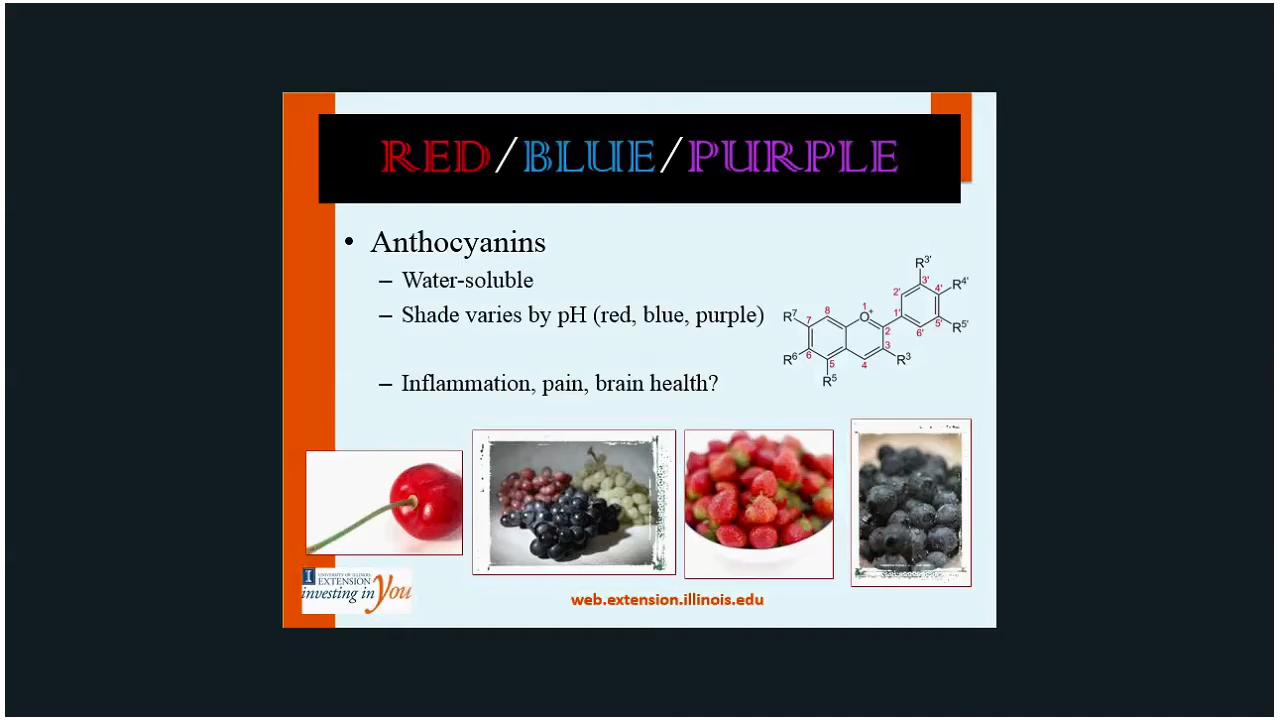 RED/BLUE/PURPLE
• Anthocyanins
– Water-soluble
– Shade varies by pH (red, blue, purple)
– Inflammation, pain, brain health?
R3'
3'
2'
4'
R4'
R7
8
1
O+
1'
5'
R5'
7
2
6'
R6
6
5
4
3
R3
R5
I UNIVERSITY OF ILLINOIS
EXTENSION
investing in You
web.extension.illinois.edu